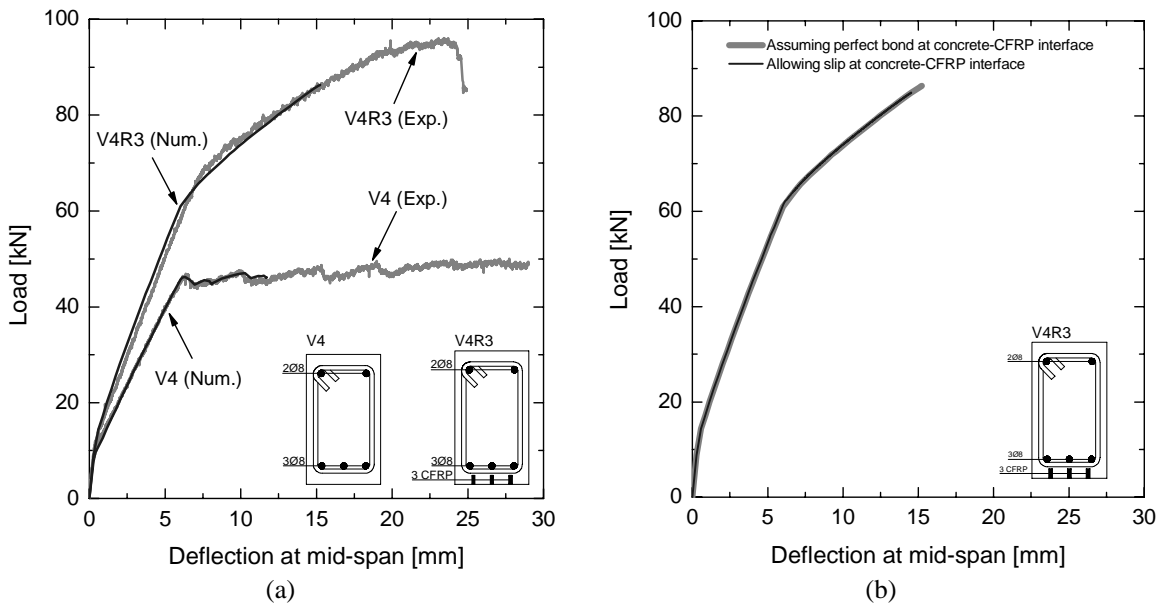 100
80
60
40
20
0
Load [kN]
V4R3 (Num.)
V4R3 (Exp.)
V4 (Exp.)
V4 (Num.)
V4
2Ø8
3Ø8
V4R3
2Ø8
3Ø8
3 CFRP
0 5 10 15 20 25 30
Deflection at mid-span [mm]
(a)
100
80
60
40
20
0
Load [kN]
Assuming perfect bond at concrete-CFRP interface
Allowing slip at concrete-CFRP interface
V4R3
2Ø8
3Ø8
3 CFRP
0 5 10 15 20 25 30
Deflection at mid-span [mm]
(b)